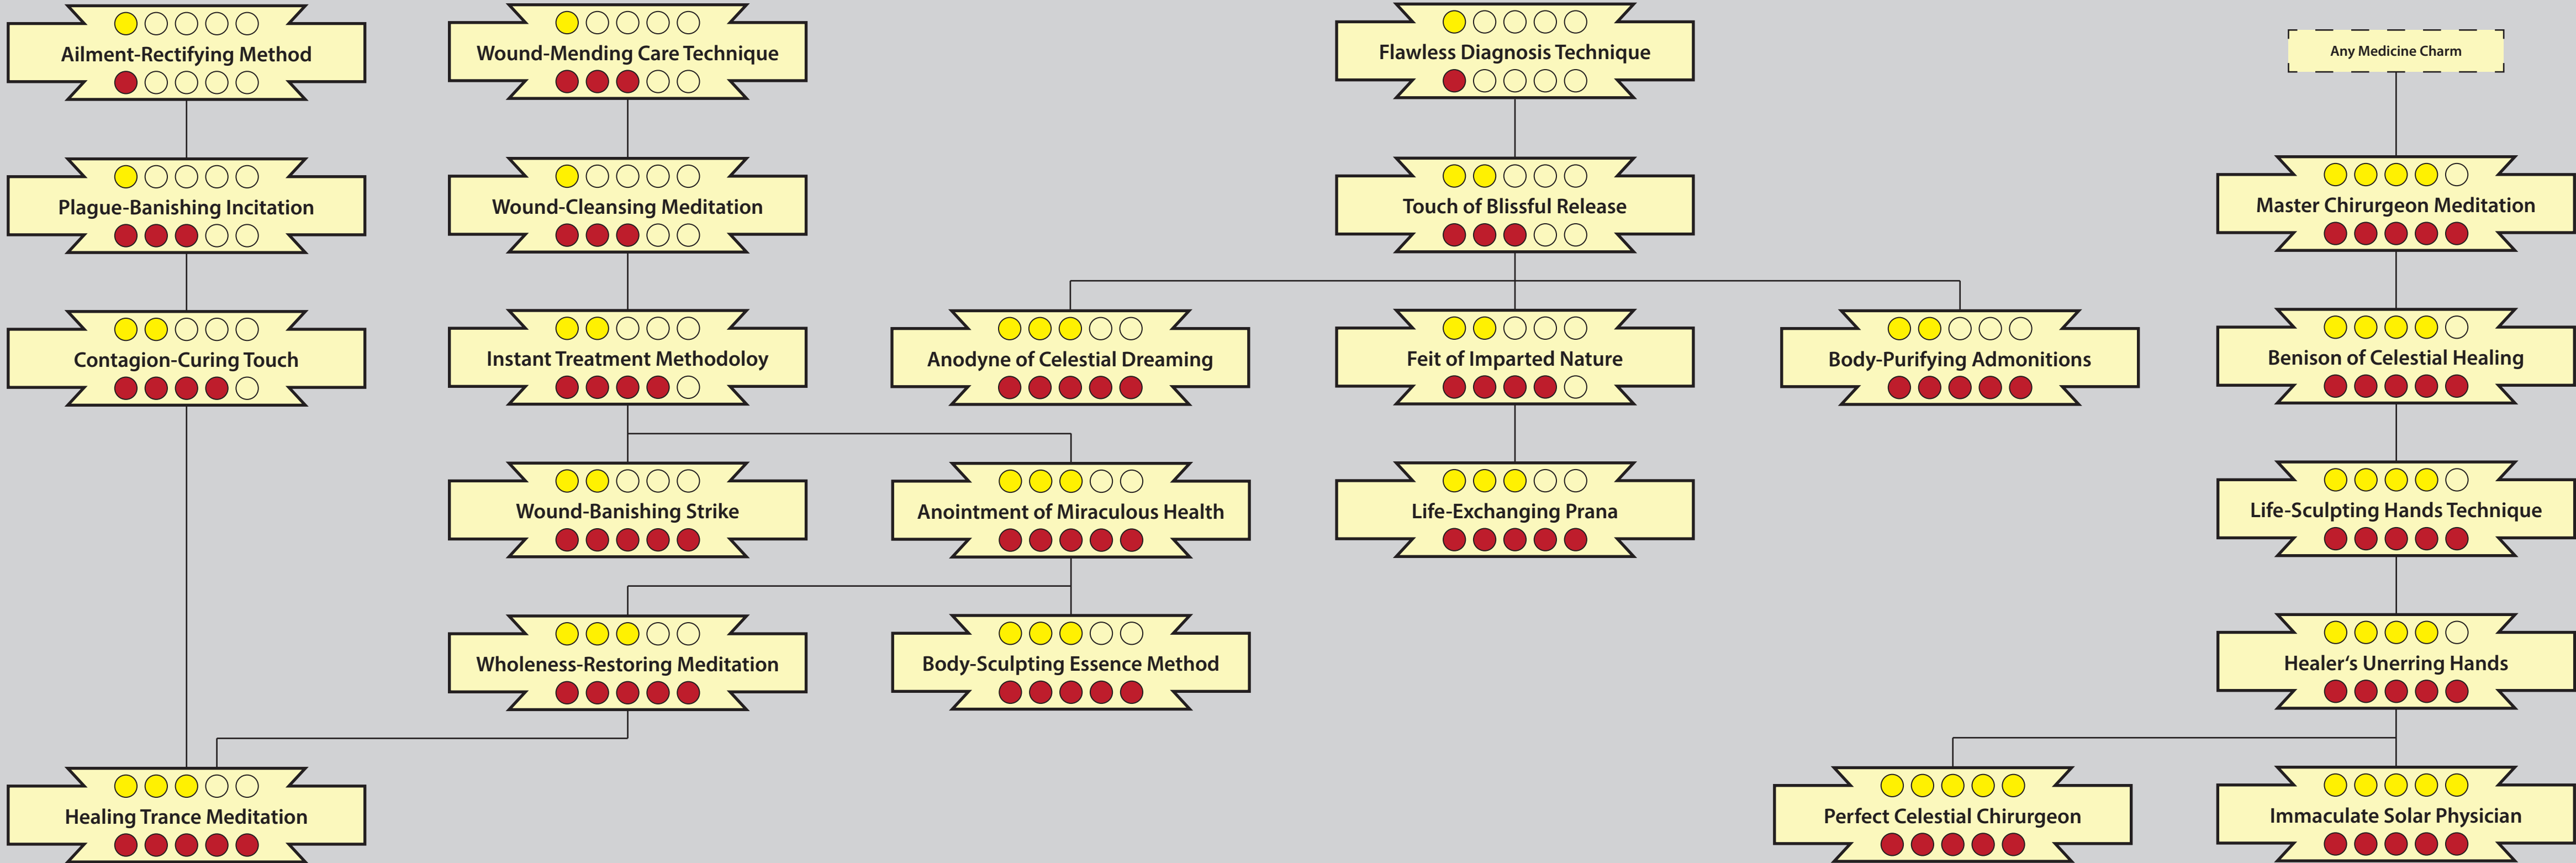 Ailment-Rectifying Method
Wound-Mending Care Technique
Flawless Diagnosis Technique
Any Medicine Charm
Plague-Banishing Incitation
Wound-Cleansing Meditation
Touch of Blissful Release
Master Chirurgeon Meditation
Contagion-Curing Touch
Instant Treatment Methodoloy
Anodyne of Celestial Dreaming
Feit of Imparted Nature
Body-Purifying Admonitions
Benison of Celestial Healing
Wound-Banishing Strike
Anointment of Miraculous Health
Life-Exchanging Prana
Life-Sculpting Hands Technique
Wholeness-Restoring Meditation
Body-Sculpting Essence Method
Healer‘s Unerring Hands
Healing Trance Meditation
Perfect Celestial Chirurgeon
Immaculate Solar Physician